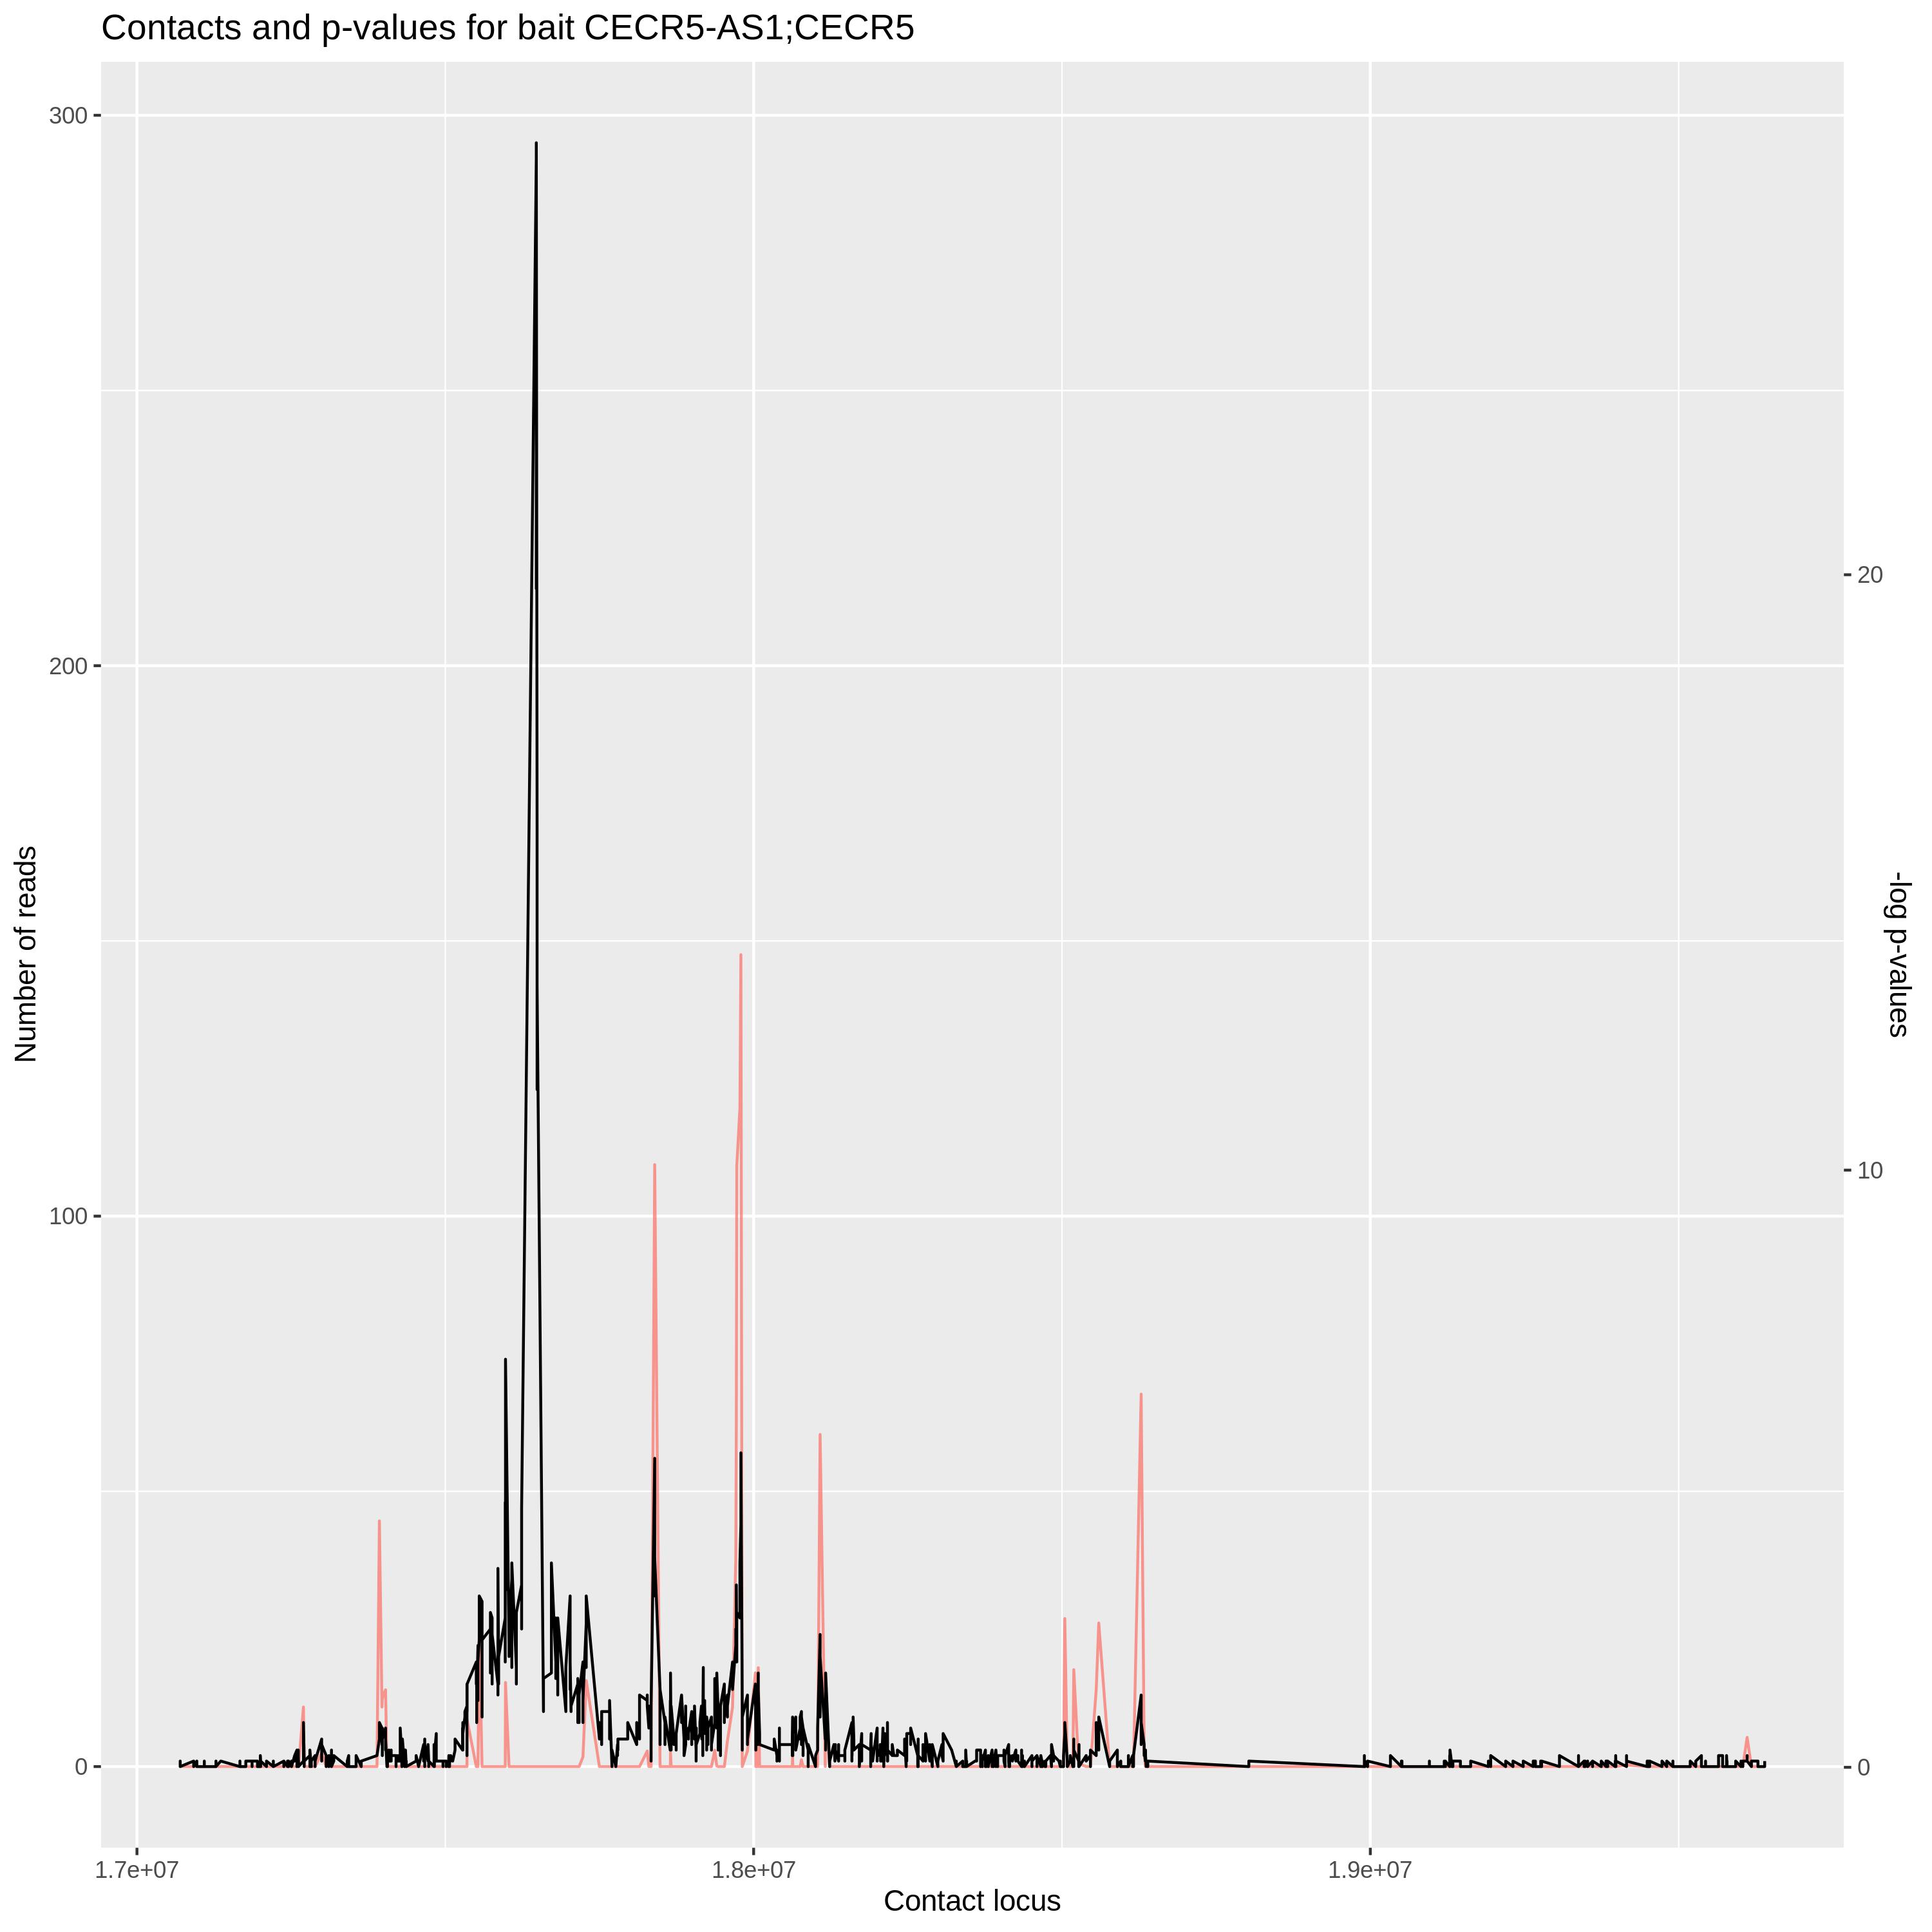 Contacts and p-values for bait CECR5-AS1;CECR5
300
200
100
0
Number of reads
20
10
0
-log p-values
1.7e+07
1.8e+07
1.9e+07
Contact locus